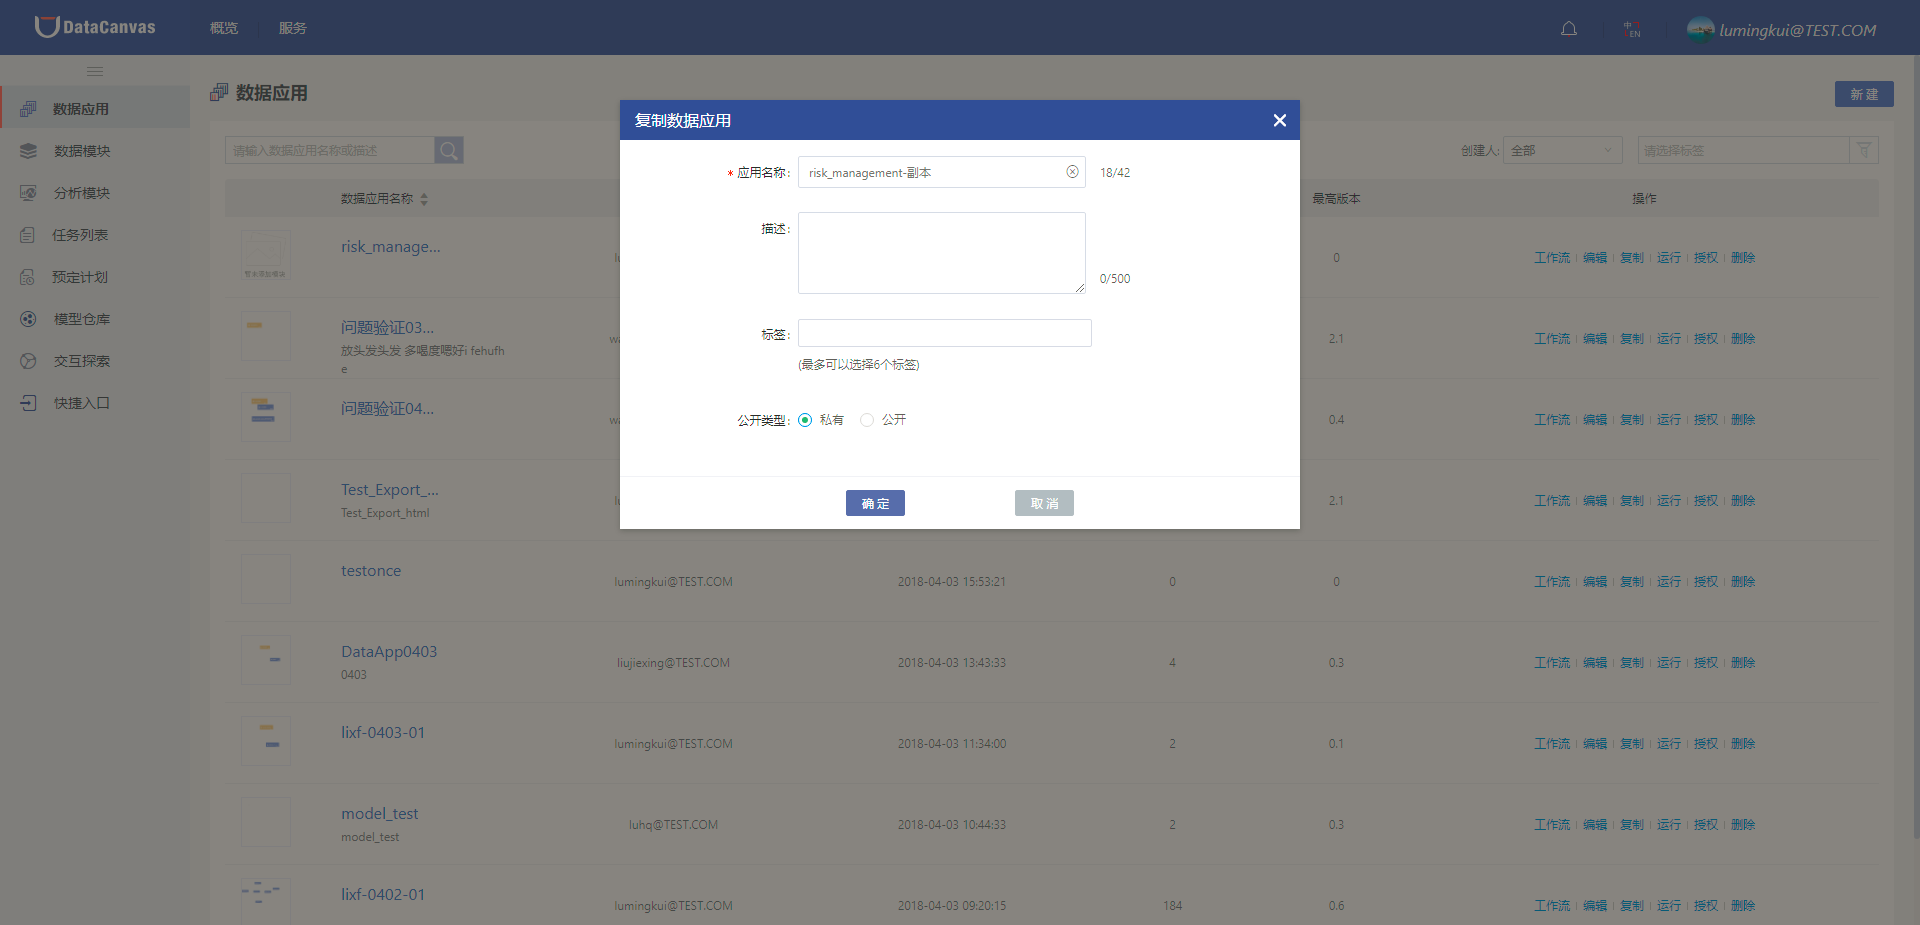 DataCanvas
概览
服务
中
EN
lumingkui@TEST.COM
数据应用
数据模块
分析模块
任务列表
预定计划
模型仓库
交互探索
快捷入口
数据应用
新建
请输入数据应用名称或描述
创建人: 全部
请选择标签
数据应用名称
最高版本
操作
risk_manage...
0
工作流 编辑 复制 运行 授权 删除
问题验证03...
放头发头发 多喝度嗯好i fehufh
e
wa
2.1
工作流 编辑 复制 运行 授权 删除
问题验证04...
wa
0.4
工作流 编辑 复制 运行 授权 删除
Test_Export_...
Test_Export_html
lu
2.1
工作流 编辑 复制 运行 授权 删除
testonce
lumingkui@TEST.COM
2018-04-03 15:53:21
0
0
工作流 编辑 复制 运行 授权 删除
DataApp0403
0403
liujiexing@TEST.COM
2018-04-03 13:43:33
4
0.3
工作流 编辑 复制 运行 授权 删除
lixf-0403-01
lumingkui@TEST.COM
2018-04-03 11:34:00
2
0.1
工作流 编辑 复制 运行 授权 删除
model_test
model_test
luhq@TEST.COM
2018-04-03 10:44:33
2
0.3
工作流 编辑 复制 运行 授权 删除
lixf-0402-01
lumingkui@TEST.COM
2018-04-03 09:20:15
184
0.6
工作流 编辑 复制 运行 授权 删除
复制数据应用
* 应用名称:
risk_management-副本
18/42
描述:
0/500
标签:
(最多可以选择6个标签)
公开类型:
私有
公开
确定
取消